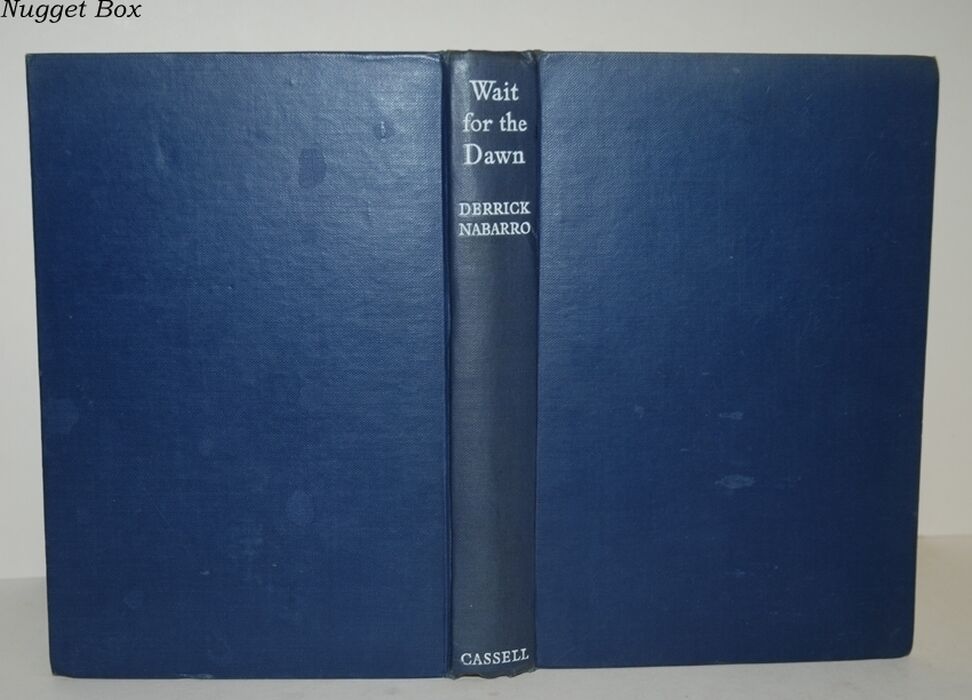 Nugget Box
Wait
for the
Dawn
DERRICK
NABARRO
CASSELL